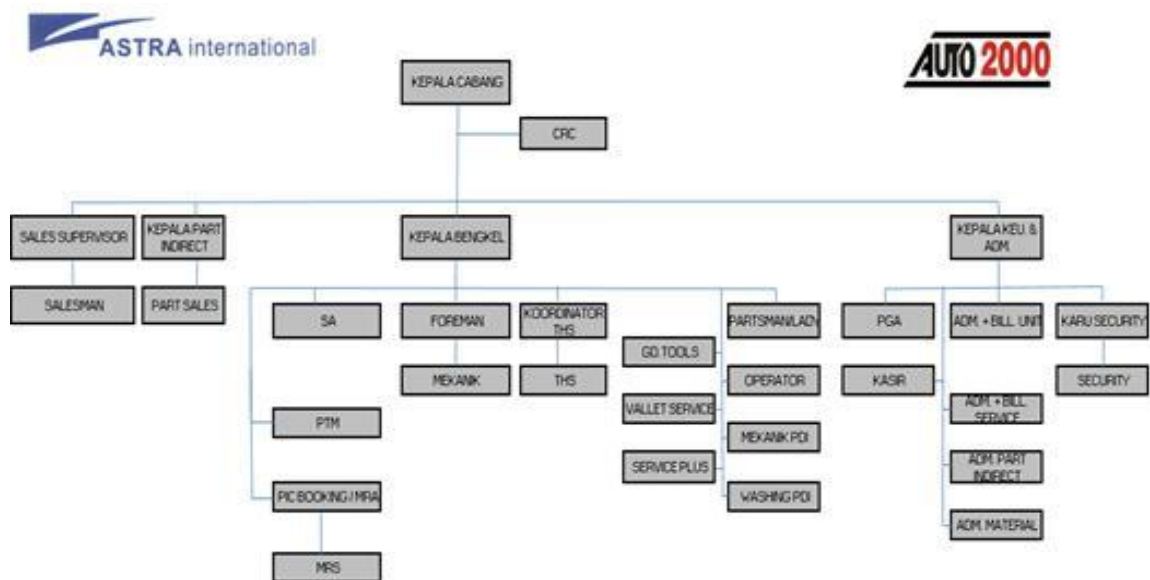 ASTRA international
AUTO 2000
KEPALA CABANG
CRC
SALES SUPERVISOR
KEPALA PART
INDIRECT
KEPALA BENGKEL
KEPALA KEU. &
ADM.
SALESMAN
PART SALES
SA
FOREMAN
KOORDINATOR
THS
PARTSMAN/LADY
PGA
ADM. + BILL. UNIT
KARU SECURITY
GD. TOOLS
MEKANIK
THS
OPERATOR
KASIR
SECURITY
VALLET SERVICE
ADM. + BILL.
SERVICE
PTM
MEKANIK PDI
SERVICE PLUS
ADM. PART
INDIRECT
PIC BOOKING / MRA
WASHING PDI
ADM. MATERIAL
MRS